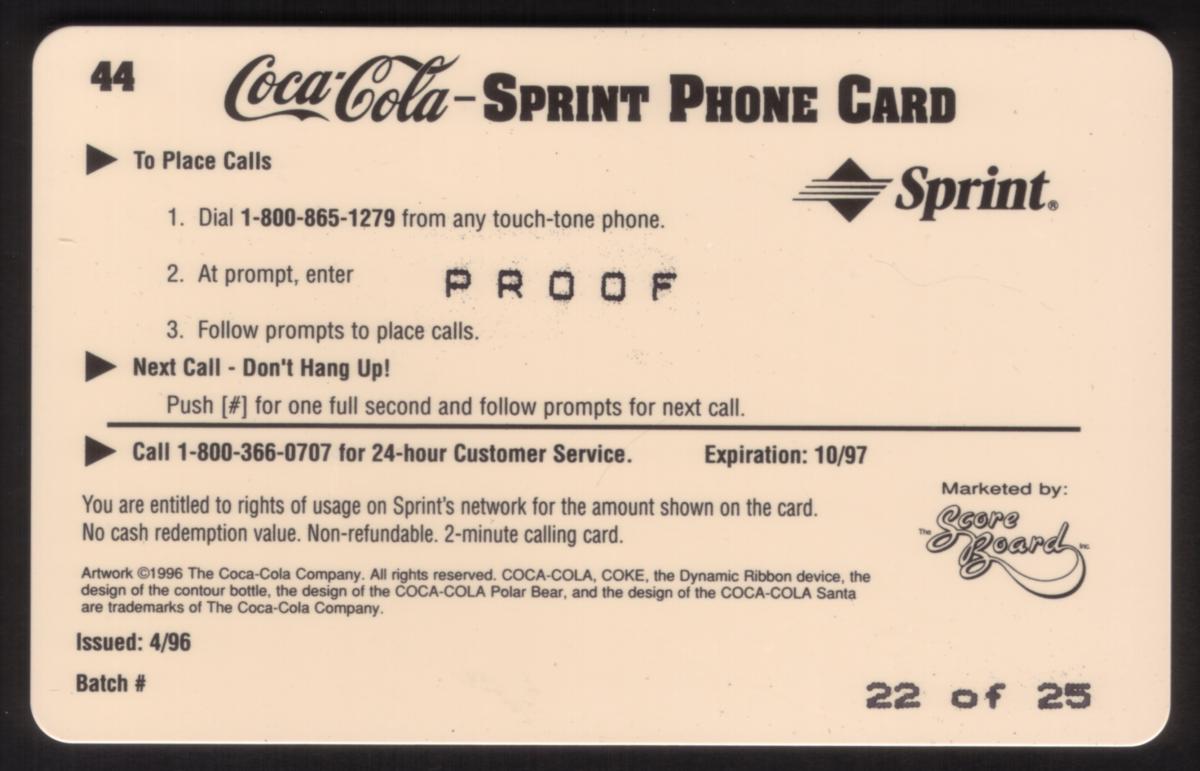 44
Coca-Cola – SPRINT PHONE CARD
▶ To Place Calls
Sprint®
1. Dial 1-800-865-1279 from any touch-tone phone.
2. At prompt, enter PROOF
3. Follow prompts to place calls.
▶ Next Call - Don't Hang Up!
Push [#] for one full second and follow prompts for next call.
▶ Call 1-800-366-0707 for 24-hour Customer Service. Expiration: 10/97
Marketed by:
The Score Board Inc.
You are entitled to rights of usage on Sprint's network for the amount shown on the card.
No cash redemption value. Non-refundable. 2-minute calling card.
Artwork ©1996 The Coca-Cola Company. All rights reserved. COCA-COLA, COKE, the Dynamic Ribbon device, the
design of the contour bottle, the design of the COCA-COLA Polar Bear, and the design of the COCA-COLA Santa
are trademarks of The Coca-Cola Company.
Issued: 4/96
Batch #
22 of 25